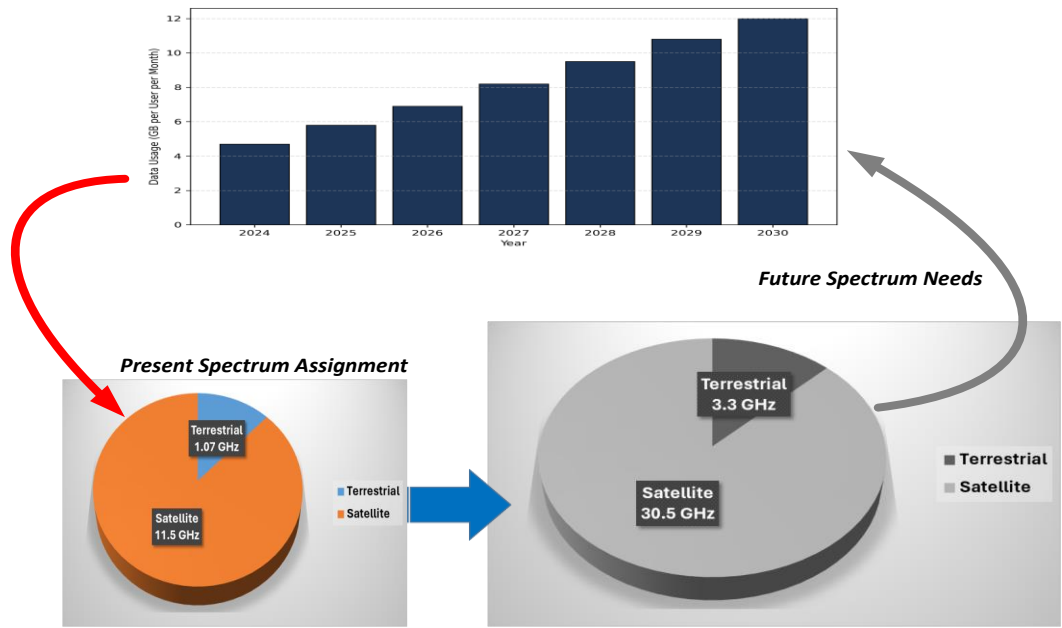 12
10
8
6
4
2
0
Data Usage (GB per User per Month)
2024 2025 2026 2027 2028 2029 2030
Year
Future Spectrum Needs
Present Spectrum Assignment
Terrestrial
1.07 GHz
Satellite
11.5 GHz
Terrestrial
Satellite
Terrestrial
3.3 GHz
Satellite
30.5 GHz
Terrestrial
Satellite